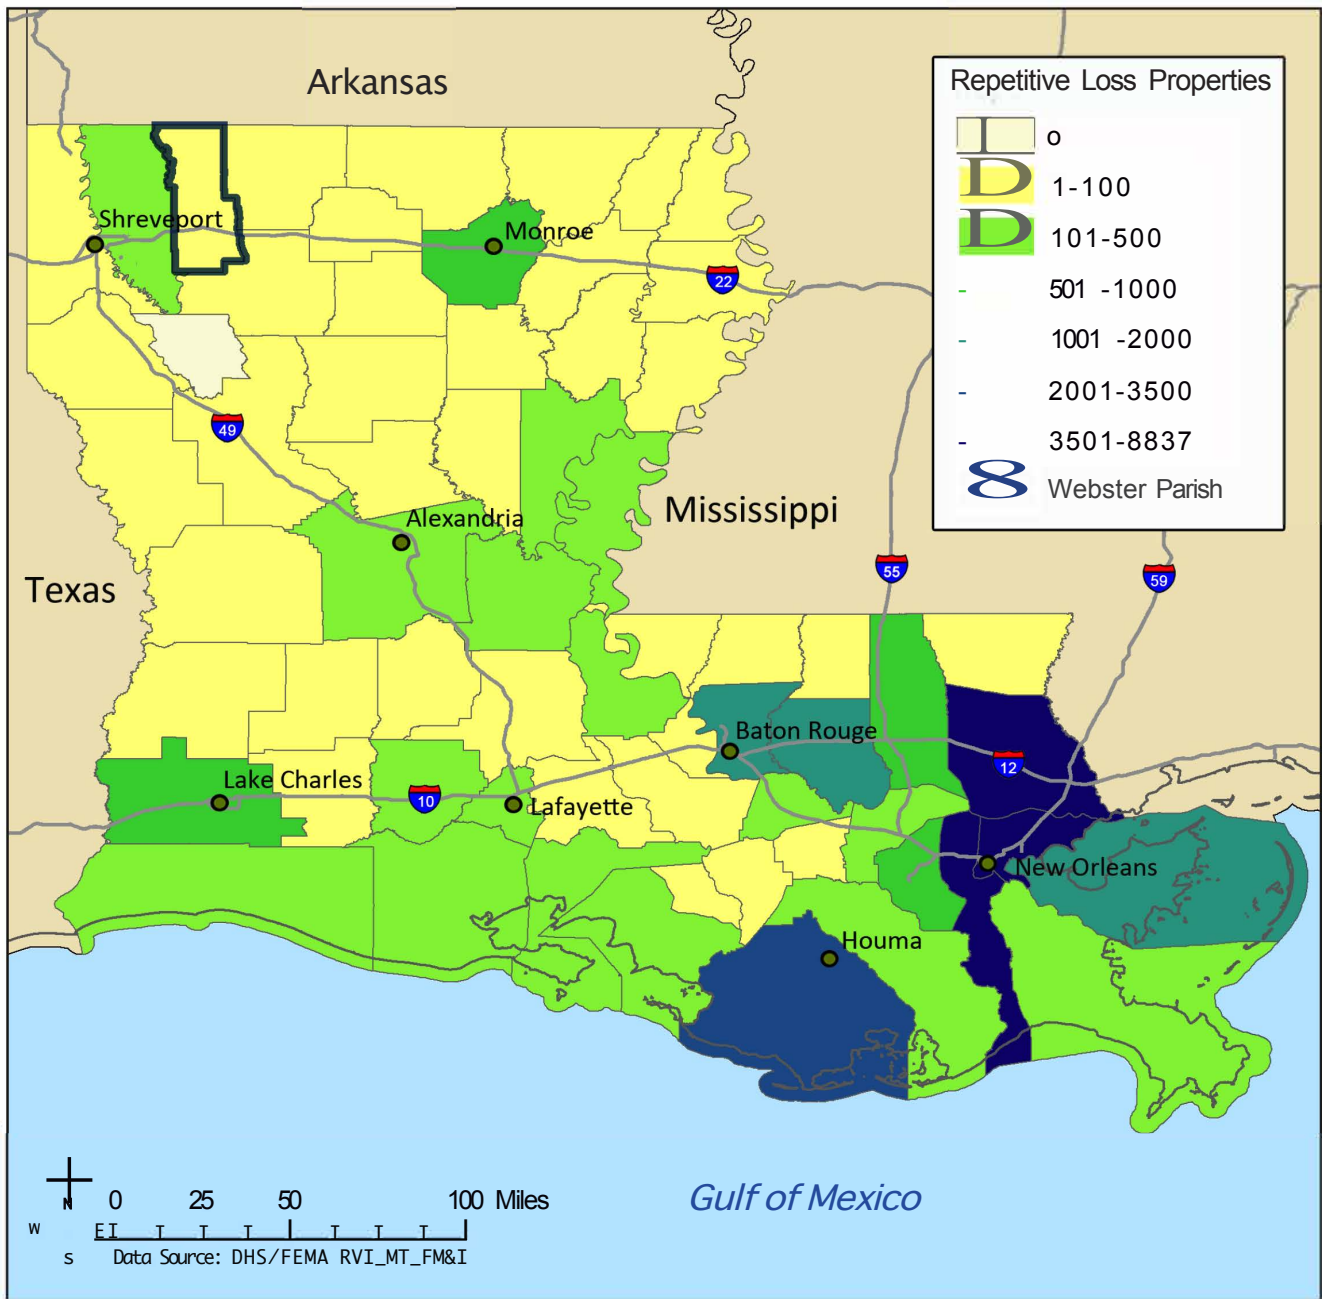 Arkansas
Repetitive Loss Properties
o
1-100
101-500
501 -1000
1001 -2000
2001-3500
3501-8837
Webster Parish
Shreveport
Monroe
22
49
Alexandria
Mississippi
Texas
55
59
Baton Rouge
12
Lake Charles
10
Lafayette
New Orleans
Houma
Gulf of Mexico
N
W
S
0 25 50 100 Miles
Data Source: DHS/FEMA RVI_MT_FM&I